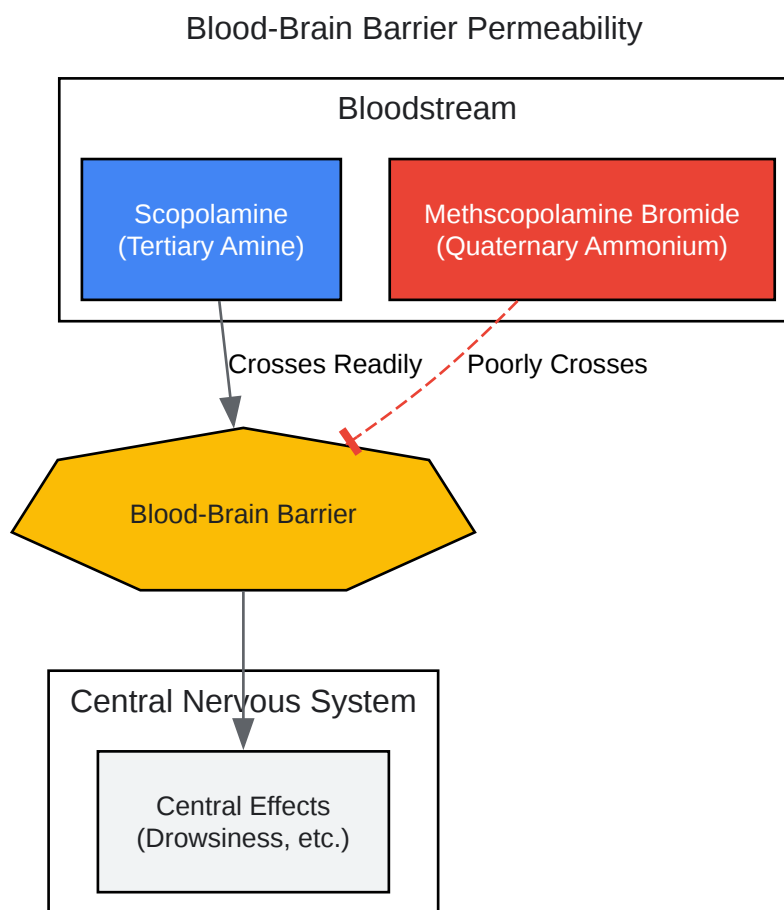 Blood-Brain Barrier Permeability
Bloodstream
Scopolamine
(Tertiary Amine)
Methscopolamine Bromide
(Quaternary Ammonium)
Crosses Readily
Poorly Crosses
Blood-Brain Barrier
Central Nervous System
Central Effects
(Drowsiness, etc.)